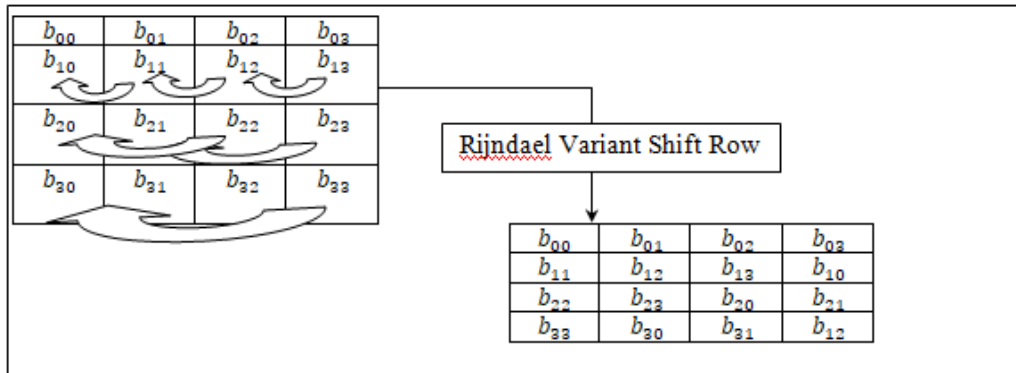 b₀₀ b₀₁ b₀₂ b₀₃
b₁₀ b₁₁ b₁₂ b₁₃
b₂₀ b₂₁ b₂₂ b₂₃
b₃₀ b₃₁ b₃₂ b₃₃
Rijndael Variant Shift Row
b₀₀ b₀₁ b₀₂ b₀₃
b₁₁ b₁₂ b₁₃ b₁₀
b₂₂ b₂₃ b₂₀ b₂₁
b₃₃ b₃₀ b₃₁ b₁₂